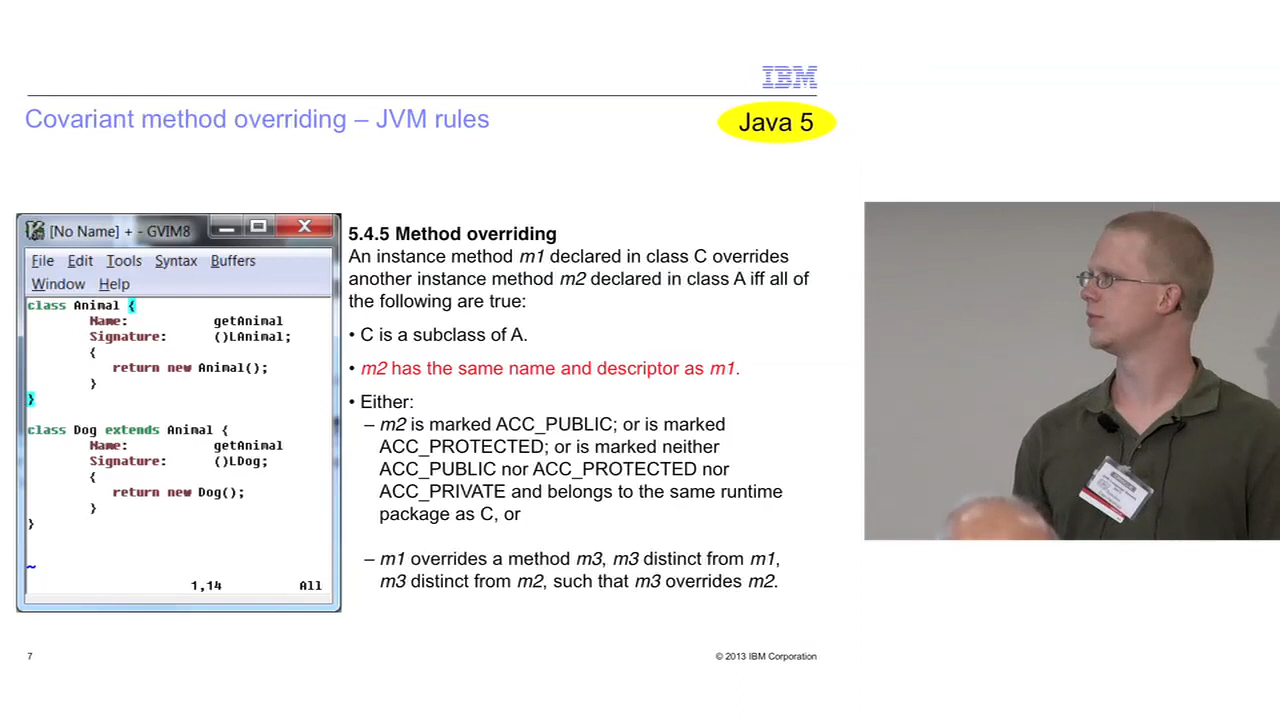 IBM
Covariant method overriding – JVM rules
Java 5
[No Name] + - GVIM8
File Edit Tools Syntax Buffers
Window Help
class Animal {
Name: getAnimal
Signature: ()LAnimal;
{
return new Animal();
}
}
class Dog extends Animal {
Name: getAnimal
Signature: ()LDog;
{
return new Dog();
}
}
~
1,14 All
5.4.5 Method overriding
An instance method m1 declared in class C overrides
another instance method m2 declared in class A iff all of
the following are true:
• C is a subclass of A.
• m2 has the same name and descriptor as m1.
• Either:
– m2 is marked ACC_PUBLIC; or is marked
ACC_PROTECTED; or is marked neither
ACC_PUBLIC nor ACC_PROTECTED nor
ACC_PRIVATE and belongs to the same runtime
package as C, or
– m1 overrides a method m3, m3 distinct from m1,
m3 distinct from m2, such that m3 overrides m2.
7
© 2013 IBM Corporation